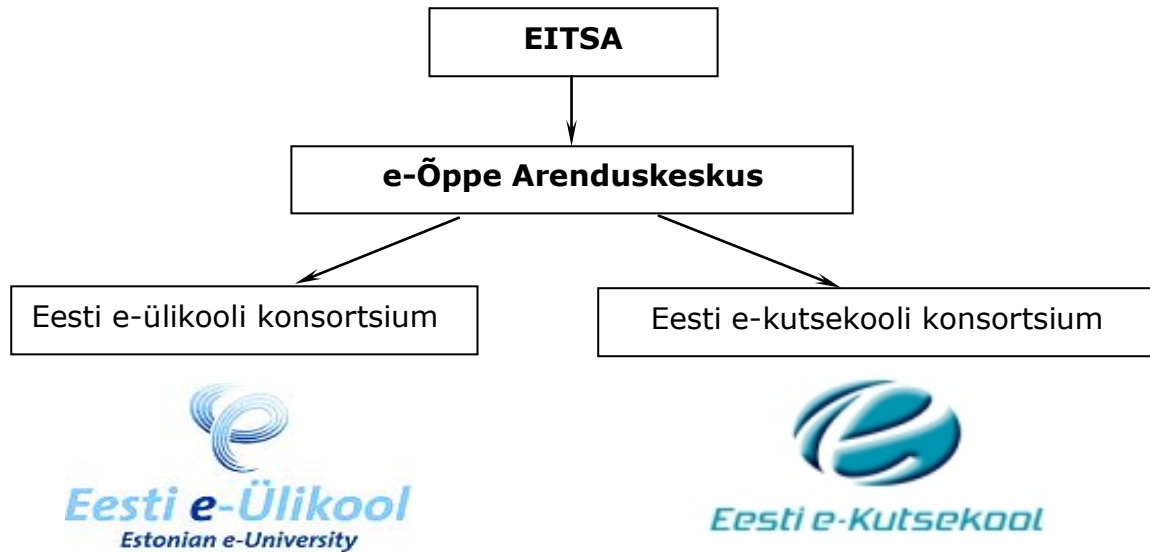 EITSA
e-Õppe Arenduskeskus
Eesti e-ülikooli konsortsium
Eesti e-kutsekooli konsortsium
Eesti e-Ülikool
Estonian e-University
Eesti e-Kutsekool